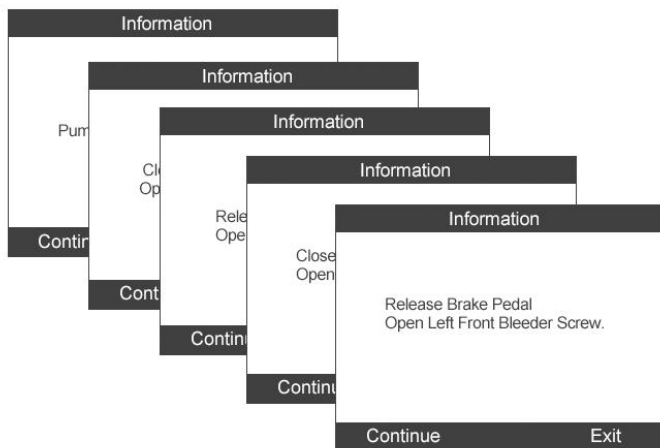 Information
Pum
Contin
Information
Clo
Op
Cont
Information
Rele
Ope
Continu
Information
Close
Open
Continu
Information
Release Brake Pedal
Open Left Front Bleeder Screw.
Continue Exit